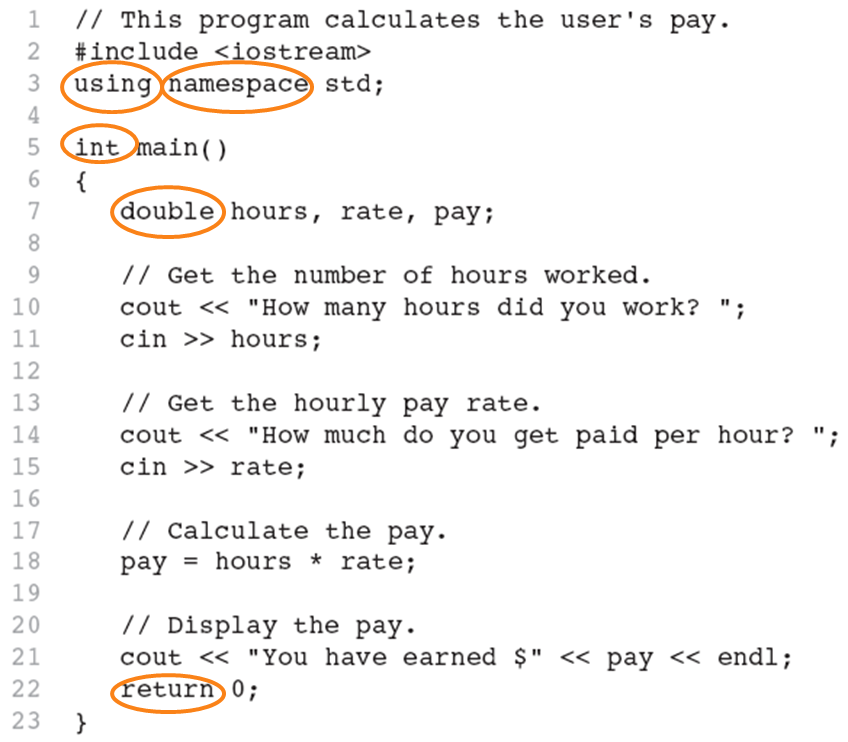 1 // This program calculates the user's pay.
2 #include <iostream>
3 using namespace std;
4
5 int main()
6 {
7    double hours, rate, pay;
8
9    // Get the number of hours worked.
10    cout << "How many hours did you work? ";
11    cin >> hours;
12
13    // Get the hourly pay rate.
14    cout << "How much do you get paid per hour? ";
15    cin >> rate;
16
17    // Calculate the pay.
18    pay = hours * rate;
19
20    // Display the pay.
21    cout << "You have earned $" << pay << endl;
22    return 0;
23 }